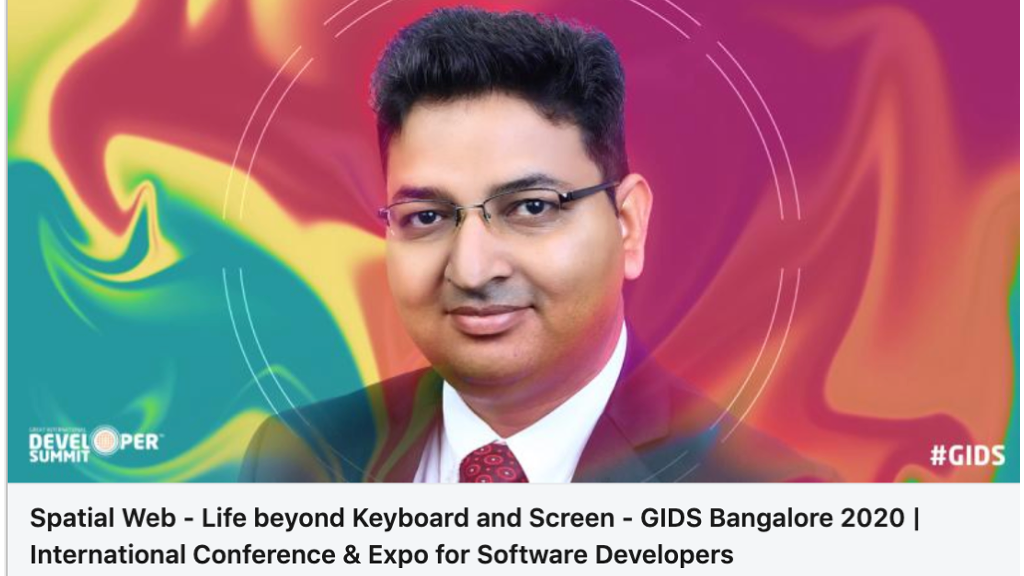 GREAT INTERNATIONAL
DEVELOPER™
SUMMIT
#GIDS
Spatial Web - Life beyond Keyboard and Screen - GIDS Bangalore 2020 |
International Conference & Expo for Software Developers